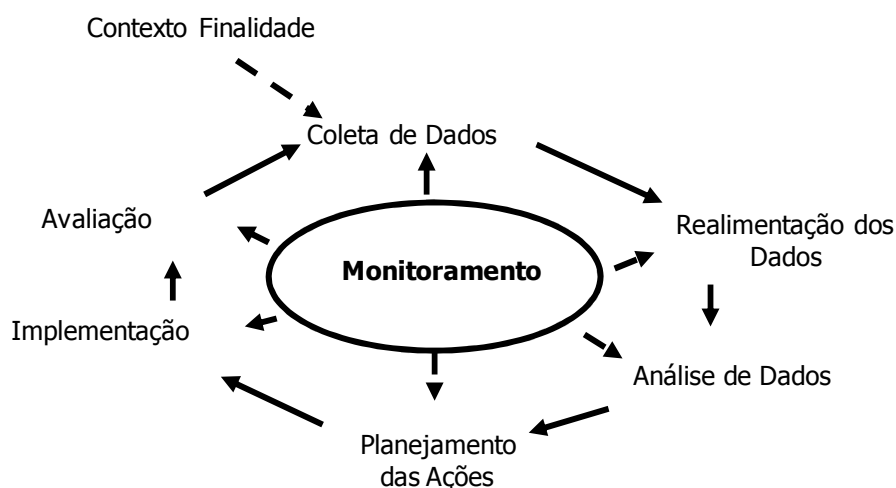 Contexto Finalidade
Coleta de Dados
Avaliação
Realimentação dos
Dados
Monitoramento
Implementação
Análise de Dados
Planejamento
das Ações